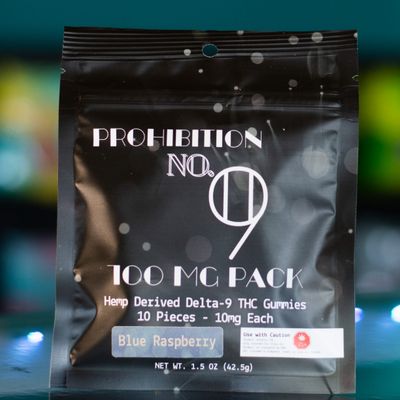 PROHIBITION
NO.
9
100 MG PACK
Hemp Derived Delta-9 THC Gummies
10 Pieces - 10mg Each
Blue Raspberry
Use with Caution
NET WT. 1.5 OZ (42.5g)